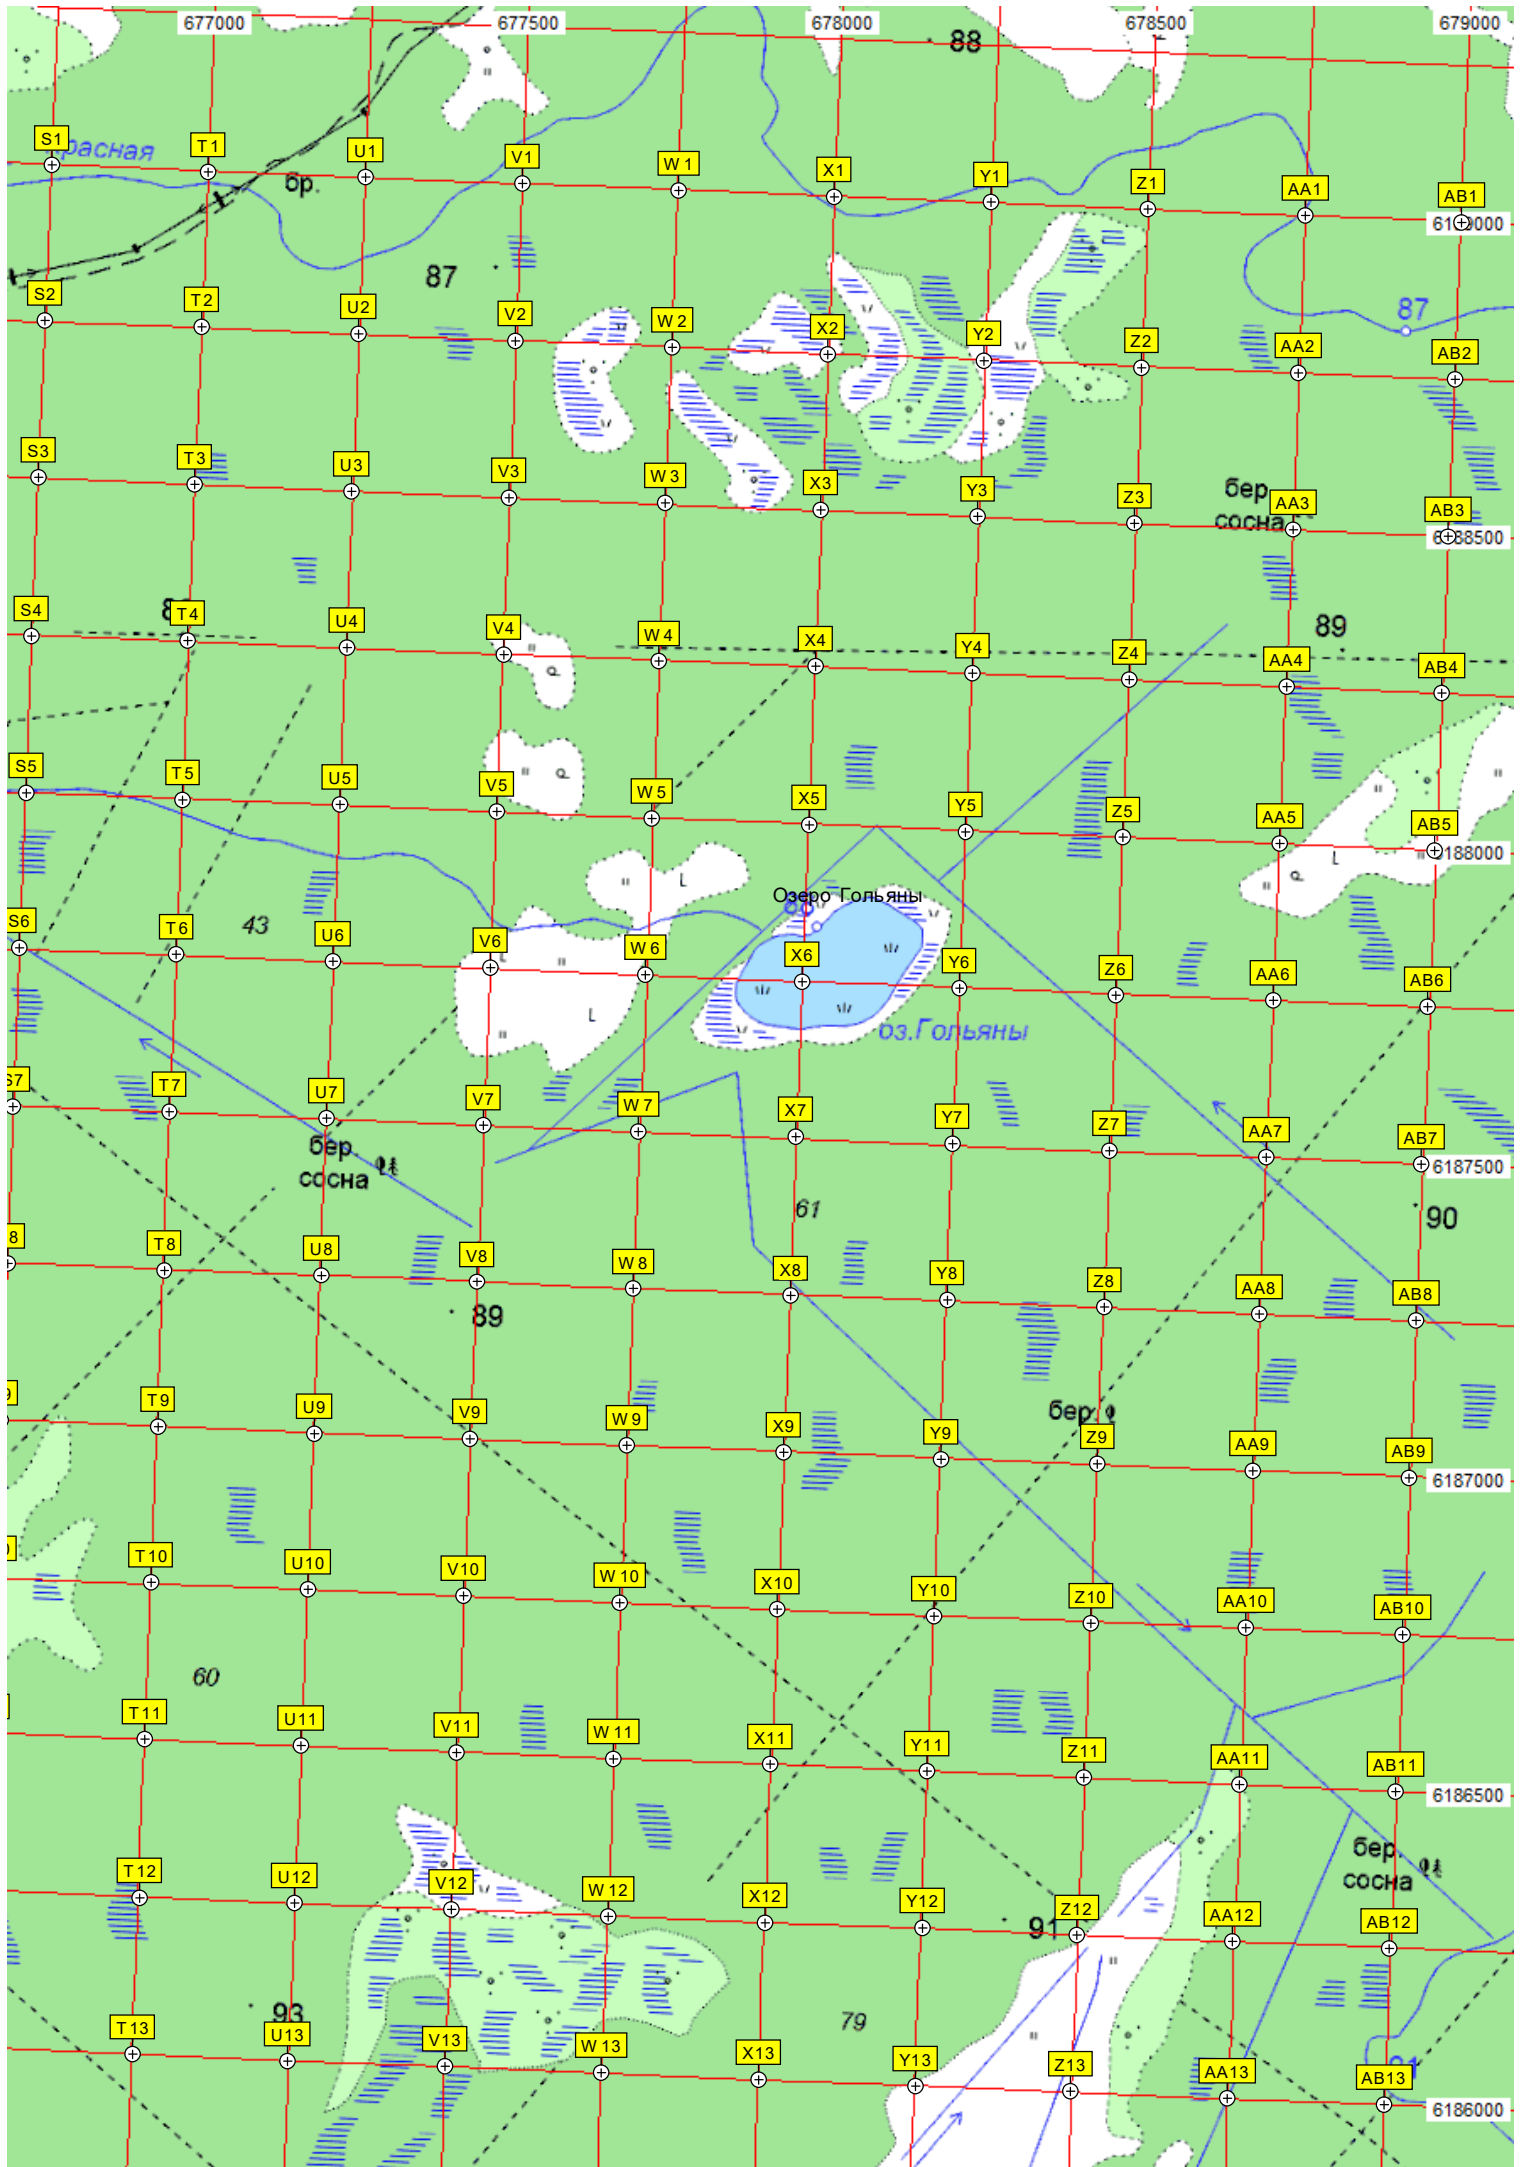 677000 677500 678000 678500 679000
88
S1 T1 U1 V1 W1 X1 Y1 Z1 AA1 AB1
расная
бр.
87
S2 T2 U2 V2 W2 X2 Y2 Z2 AA2 AB2
87
S3 T3 U3 V3 W3 X3 Y3 Z3 AA3 AB3
бер.
сосна
S4 T4 U4 V4 W4 X4 Y4 Z4 AA4 AB4
89
S5 T5 U5 V5 W5 X5 Y5 Z5 AA5 AB5
6188000
Озеро Гольяны
43
S6 T6 U6 V6 W6 X6 Y6 Z6 AA6 AB6
оз.Гольяны
S7 T7 U7 V7 W7 X7 Y7 Z7 AA7 AB7
6187500
бер.
сосна
61
90
8 T8 U8 V8 W8 X8 Y8 Z8 AA8 AB8
89
бер.
9 T9 U9 V9 W9 X9 Y9 Z9 AA9 AB9
6187000
T10 U10 V10 W10 X10 Y10 Z10 AA10 AB10
60
T11 U11 V11 W11 X11 Y11 Z11 AA11 AB11
6186500
бер.
сосна
T12 U12 V12 W12 X12 Y12 Z12 AA12 AB12
91
93
79
T13 U13 V13 W13 X13 Y13 Z13 AA13 AB13
6186000